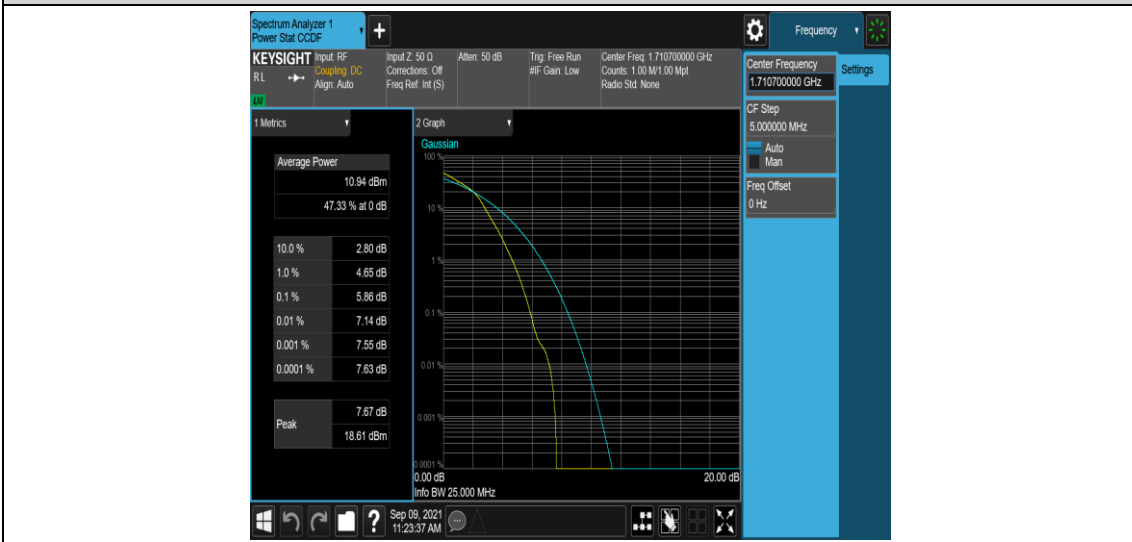 Spectrum Analyzer 1
Power Stat CCDF
+
Frequency
KEYSIGHT
RL
LXI
Input: RF
Coupling: DC
Align: Auto
Input Z: 50 Ω
Corrections: Off
Freq Ref: Int (S)
Atten: 50 dB
Trig: Free Run
#IF Gain: Low
Center Freq: 1.710700000 GHz
Counts: 1.00 M/1.00 Mpt
Radio Std: None
Center Frequency
1.710700000 GHz
Settings
CF Step
5.000000 MHz
Auto
Man
Freq Offset
0 Hz
1 Metrics
Average Power
10.94 dBm
47.33 % at 0 dB
10.0 % 2.80 dB
1.0 % 4.65 dB
0.1 % 5.86 dB
0.01 % 7.14 dB
0.001 % 7.55 dB
0.0001 % 7.63 dB
Peak 7.67 dB
18.61 dBm
2 Graph
Gaussian
100 %
10 %
1 %
0.1 %
0.01 %
0.001 %
0.0001 %
0.00 dB 20.00 dB
Info BW 25.000 MHz
?
Sep 09, 2021
11:23:37 AM